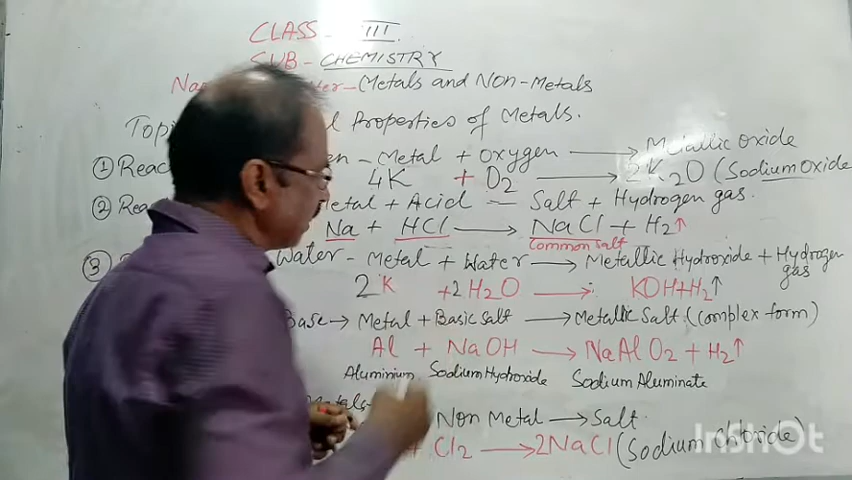 CLASS - VIII
SUB - CHEMISTRY
Metals and Non-Metals
Properties of Metals.
① - Metal + Oxygen → Metallic oxide
4K + O2 → 2K2O (Sodium Oxide
② Metal + Acid = Salt + Hydrogen gas.
Na + HCl → NaCl + H2↑
Common salt
③ Water - Metal + Water → Metallic Hydroxide + Hydrogen gas
2K + 2H2O → KOH+H2↑
Base → Metal + Basic salt → Metallic Salt (complex form)
Al + NaOH → NaAlO2 + H2↑
Aluminium Sodium Hydroxide Sodium Aluminate
Metals-
Non Metal → Salt.
+ Cl2 → 2NaCl (Sodium Chloride)
InShOt